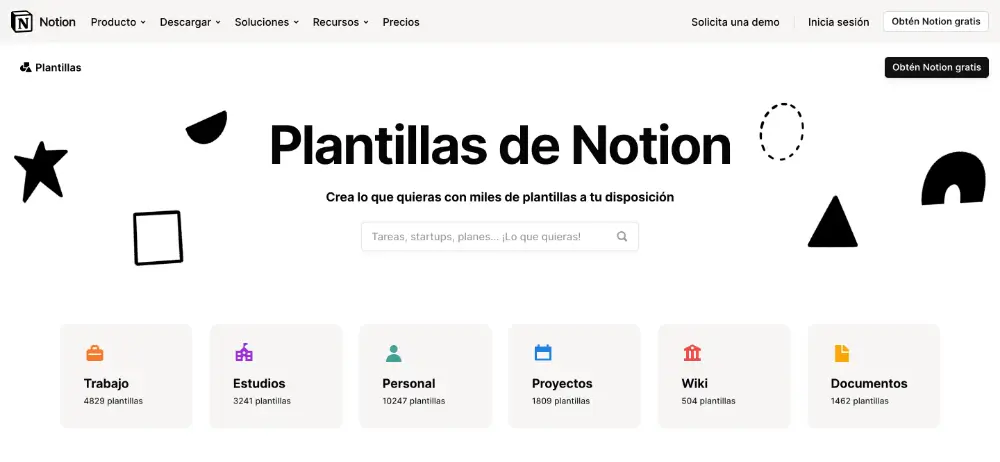 Notion Producto Descargar Soluciones Recursos Precios Solicita una demo Inicia sesión Obtén Notion gratis
Plantillas Obtén Notion gratis
Plantillas de Notion
Crea lo que quieras con miles de plantillas a tu disposición
Tareas, startups, planes... ¡Lo que quieras!
Trabajo Estudios Personal Proyectos Wiki Documentos
4829 plantillas 3241 plantillas 10247 plantillas 1809 plantillas 504 plantillas 1462 plantillas